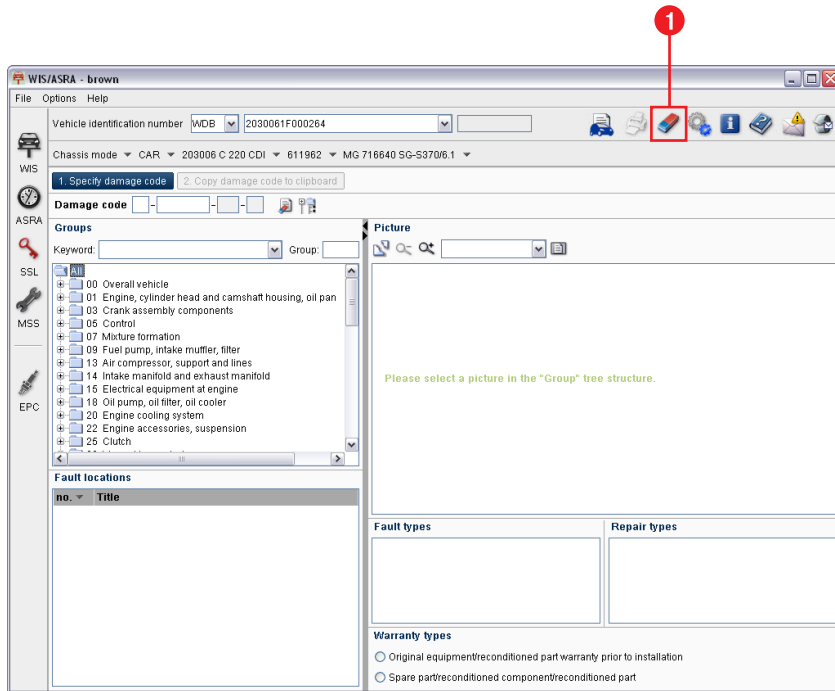 1
WIS/ASRA - brown
File Options Help
Vehicle identification number WDB 2030061F000264
Chassis mode CAR 203006 C 220 CDI 611962 MG 716640 SG-S370/6.1
WIS
ASRA
SSL
MSS
EPC
1. Specify damage code 2. Copy damage code to clipboard
Damage code - - -
Groups
Keyword: Group:
All
00 Overall vehicle
01 Engine, cylinder head and camshaft housing, oil pan
03 Crank assembly components
05 Control
07 Mixture formation
09 Fuel pump, intake muffler, filter
13 Air compressor, support and lines
14 Intake manifold and exhaust manifold
15 Electrical equipment at engine
18 Oil pump, oil filter, oil cooler
20 Engine cooling system
22 Engine accessories, suspension
25 Clutch
Fault locations
no. Title
Picture
Please select a picture in the "Group" tree structure.
Fault types
Repair types
Warranty types
Original equipment/reconditioned part warranty prior to installation
Spare part/reconditioned component/reconditioned part